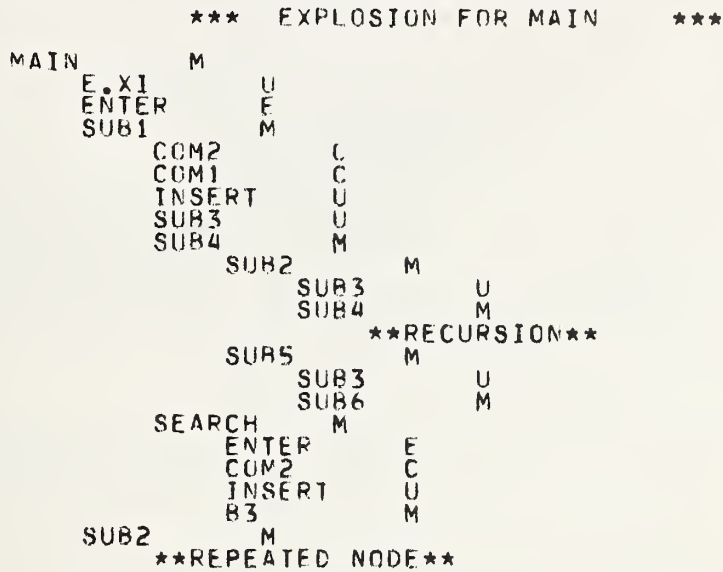 *** EXPLOSION FOR MAIN ***
MAIN M
E.XI U
ENTER E
SUB1 M
COM2 C
COM1 C
INSERT U
SUB3 U
SUB4 M
SUB2 M
SUB3 U
SUB4 M
**RECURSION**
SUB5 M
SUB3 U
SUB6 M
SEARCH M
ENTER E
COM2 C
INSERT U
B3 M
SUB2 M
**REPEATED NODE**